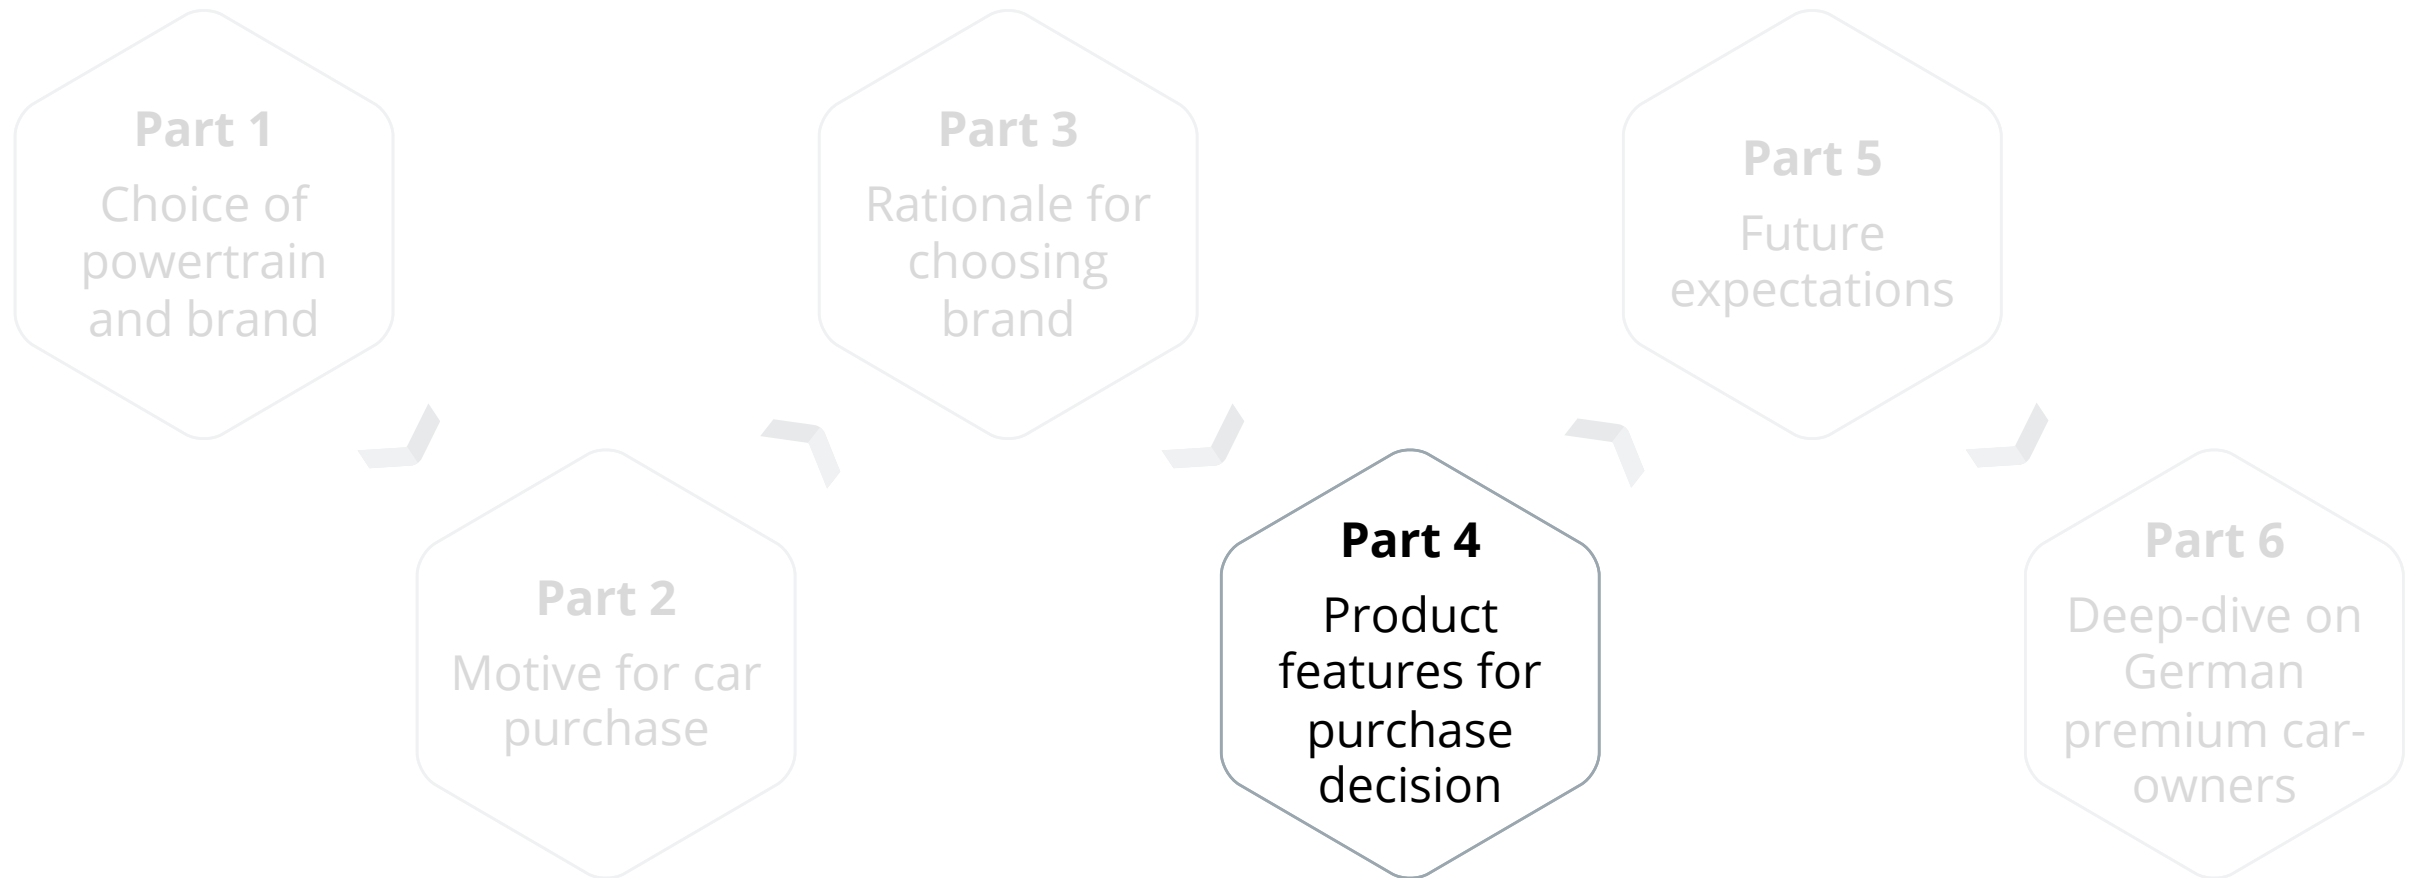 Part 1
Choice of
powertrain
and brand
Part 2
Motive for car
purchase
Part 3
Rationale for
choosing
brand
Part 4
Product
features for
purchase
decision
Part 5
Future
expectations
Part 6
Deep-dive on
German
premium car-
owners